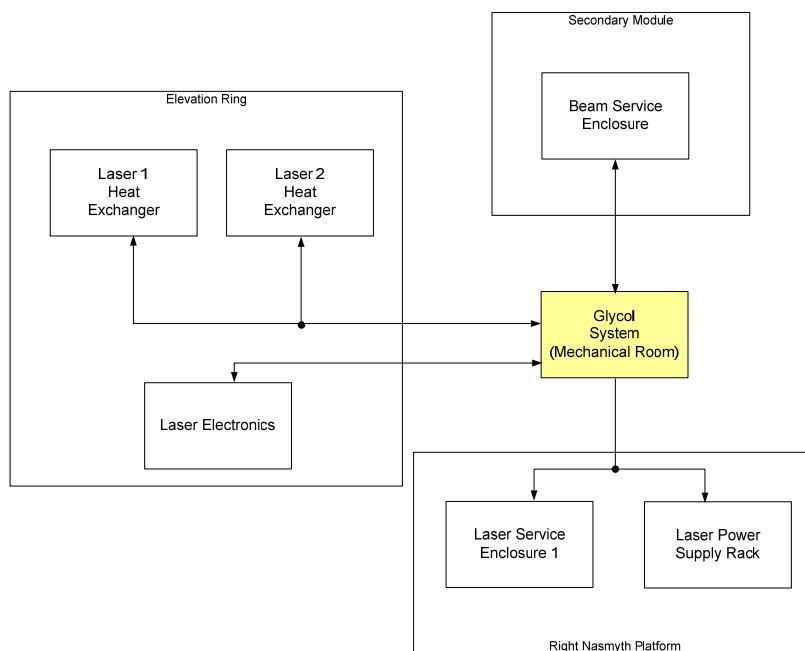 Secondary Module
Beam Service
Enclosure
Elevation Ring
Laser 1
Heat
Exchanger
Laser 2
Heat
Exchanger
Glycol
System
(Mechanical Room)
Laser Electronics
Laser Service
Enclosure 1
Laser Power
Supply Rack
Right Nasmyth Platform